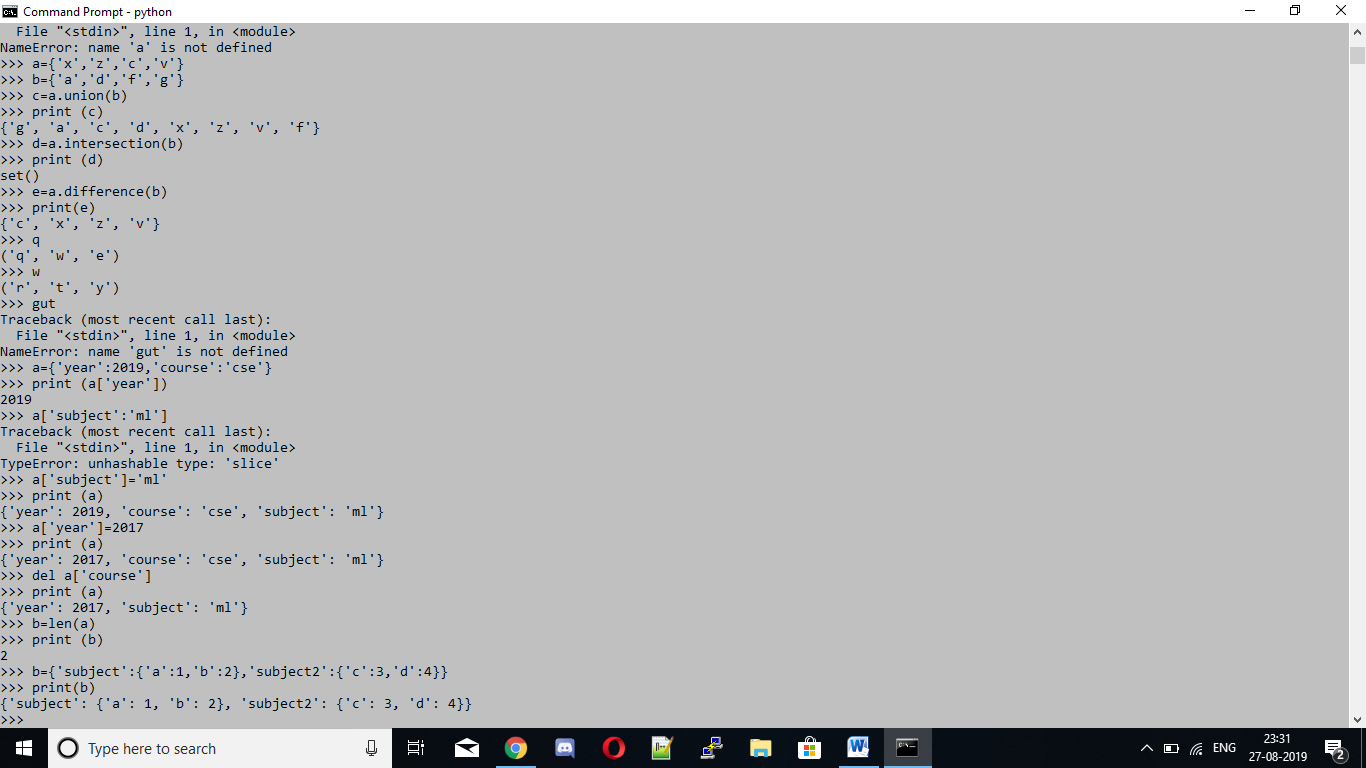 Command Prompt - python
  File "<stdin>", line 1, in <module>
NameError: name 'a' is not defined
>>> a={'x','z','c','v'}
>>> b={'a','d','f','g'}
>>> c=a.union(b)
>>> print (c)
{'g', 'a', 'c', 'd', 'x', 'z', 'v', 'f'}
>>> d=a.intersection(b)
>>> print (d)
set()
>>> e=a.difference(b)
>>> print(e)
{'c', 'x', 'z', 'v'}
>>> q
('q', 'w', 'e')
>>> w
('r', 't', 'y')
>>> gut
Traceback (most recent call last):
  File "<stdin>", line 1, in <module>
NameError: name 'gut' is not defined
>>> a={'year':2019,'course':'cse'}
>>> print (a['year'])
2019
>>> a['subject':'ml']
Traceback (most recent call last):
  File "<stdin>", line 1, in <module>
TypeError: unhashable type: 'slice'
>>> a['subject']='ml'
>>> print (a)
{'year': 2019, 'course': 'cse', 'subject': 'ml'}
>>> a['year']=2017
>>> print (a)
{'year': 2017, 'course': 'cse', 'subject': 'ml'}
>>> del a['course']
>>> print (a)
{'year': 2017, 'subject': 'ml'}
>>> b=len(a)
>>> print (b)
2
>>> b={'subject':{'a':1,'b':2},'subject2':{'c':3,'d':4}}
>>> print(b)
{'subject': {'a': 1, 'b': 2}, 'subject2': {'c': 3, 'd': 4}}
>>>
Type here to search
ENG
23:31
27-08-2019
2